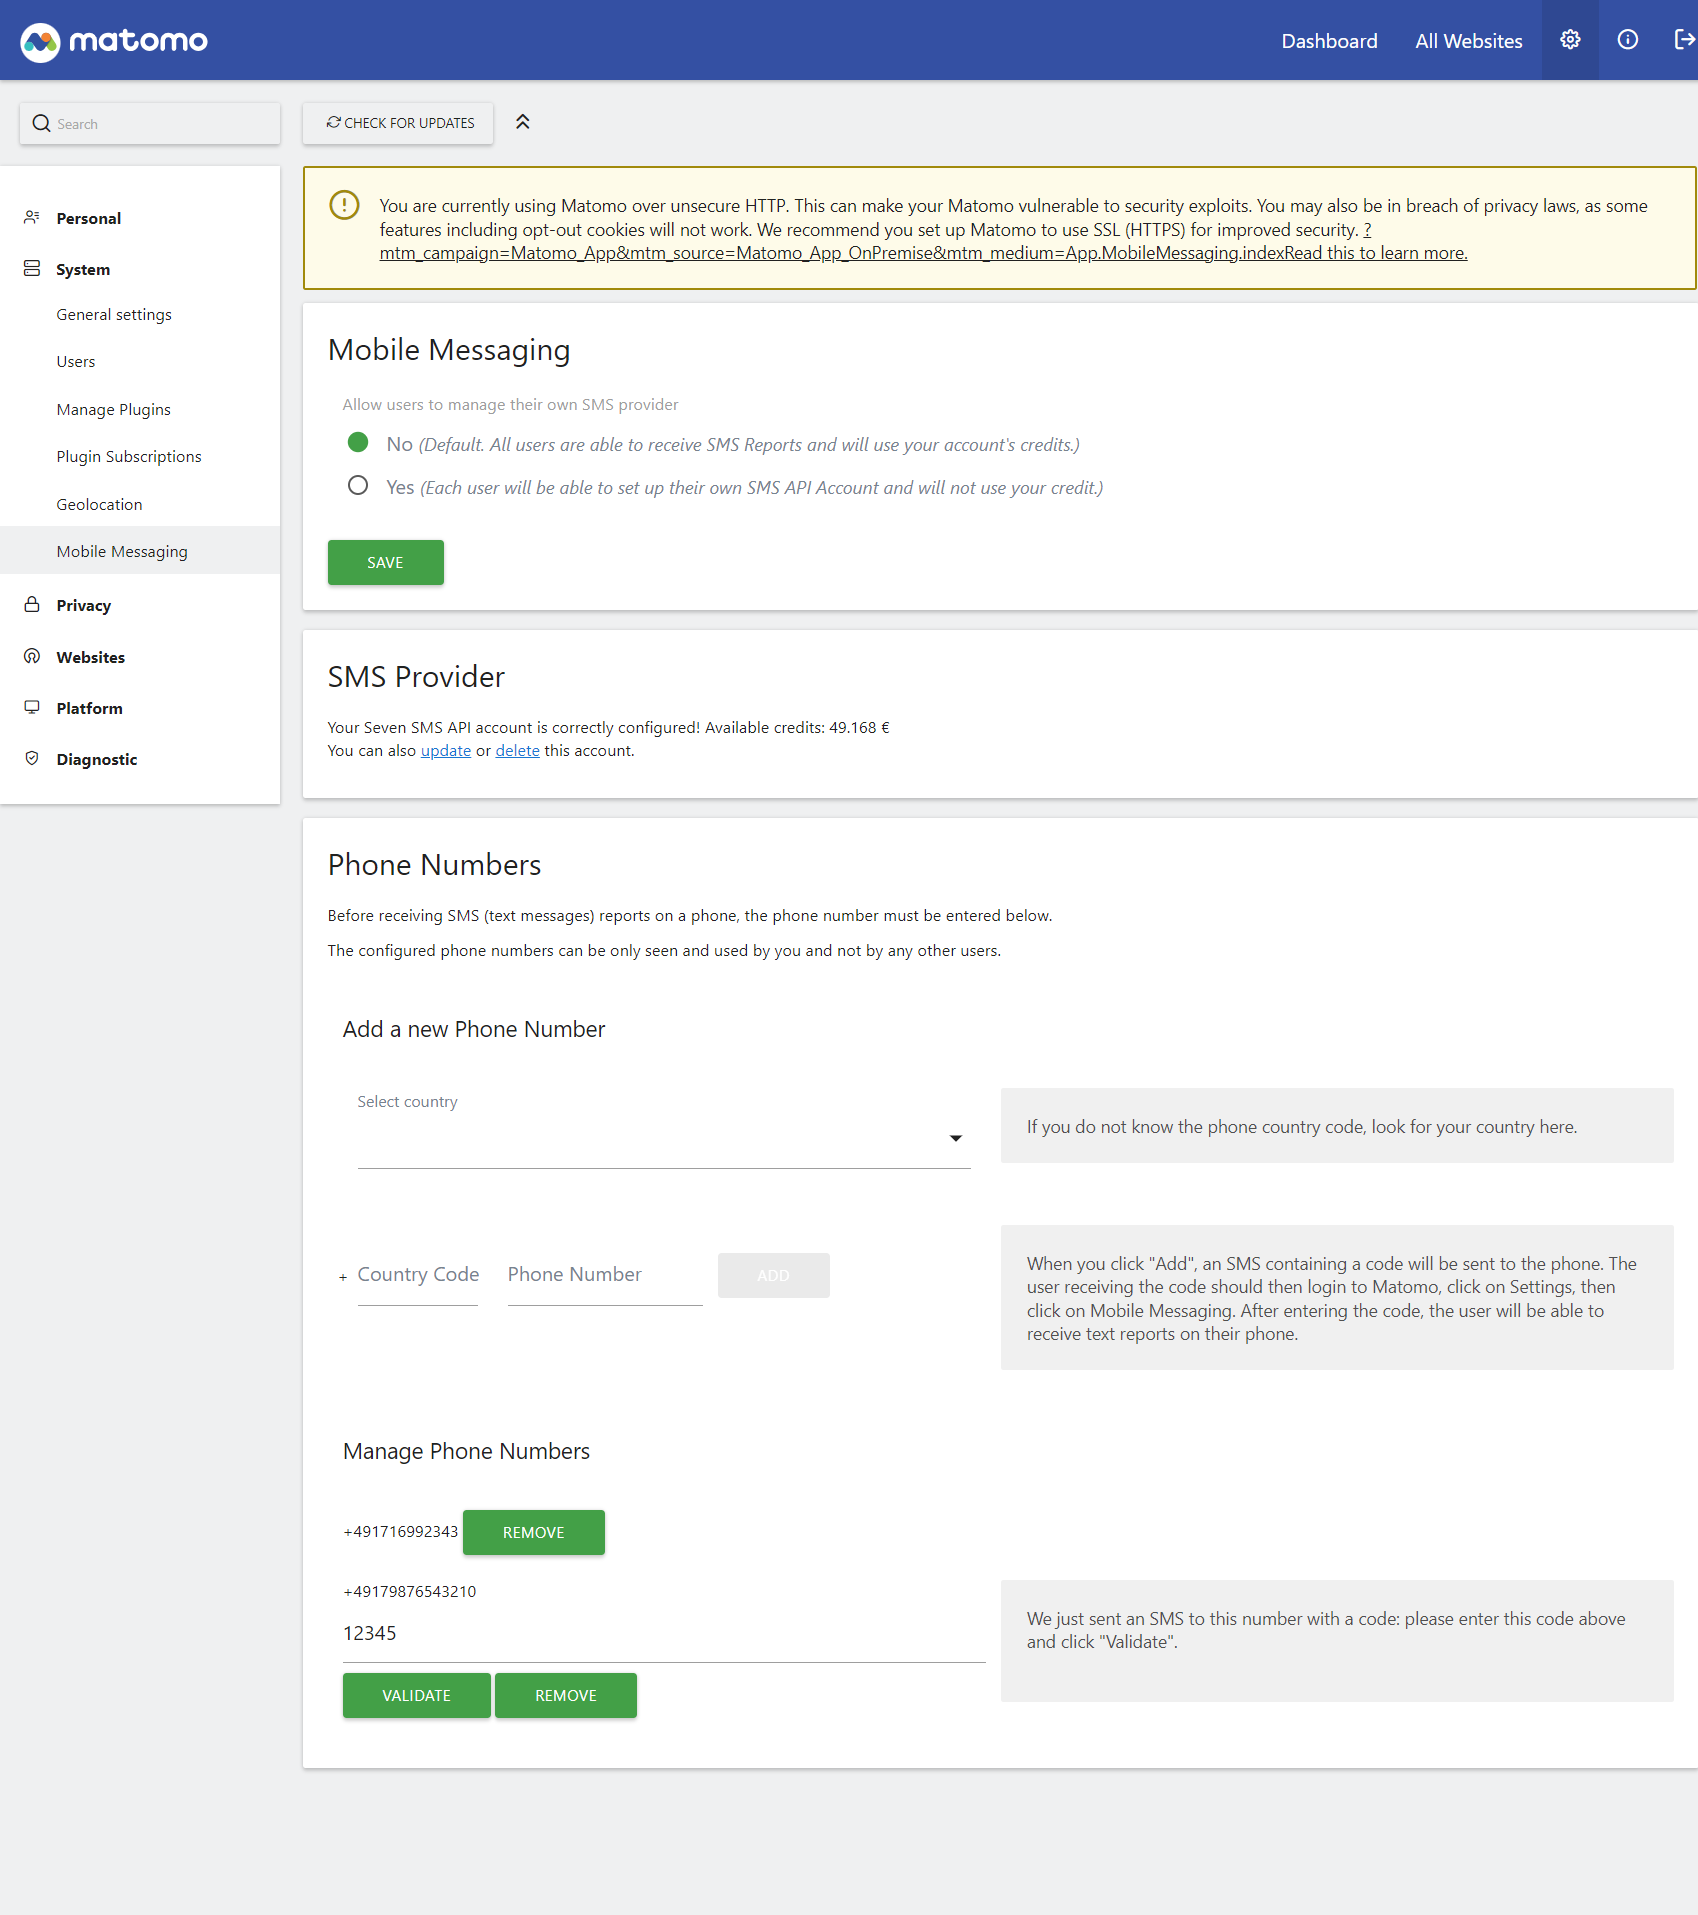 matomo
Dashboard
All Websites
Search
CHECK FOR UPDATES
Personal
System
General settings
Users
Manage Plugins
Plugin Subscriptions
Geolocation
Mobile Messaging
Privacy
Websites
Platform
Diagnostic
You are currently using Matomo over unsecure HTTP. This can make your Matomo vulnerable to security exploits. You may also be in breach of privacy laws, as some
features including opt-out cookies will not work. We recommend you set up Matomo to use SSL (HTTPS) for improved security. ?
mtm_campaign=Matomo_App&mtm_source=Matomo_App_OnPremise&mtm_medium=App.MobileMessaging.indexRead this to learn more.
Mobile Messaging
Allow users to manage their own SMS provider
No (Default. All users are able to receive SMS Reports and will use your account's credits.)
Yes (Each user will be able to set up their own SMS API Account and will not use your credit.)
SAVE
SMS Provider
Your Seven SMS API account is correctly configured! Available credits: 49.168 €
You can also update or delete this account.
Phone Numbers
Before receiving SMS (text messages) reports on a phone, the phone number must be entered below.
The configured phone numbers can be only seen and used by you and not by any other users.
Add a new Phone Number
Select country
If you do not know the phone country code, look for your country here.
+ Country Code Phone Number ADD
When you click "Add", an SMS containing a code will be sent to the phone. The
user receiving the code should then login to Matomo, click on Settings, then
click on Mobile Messaging. After entering the code, the user will be able to
receive text reports on their phone.
Manage Phone Numbers
+491716992343 REMOVE
+49179876543210
12345
We just sent an SMS to this number with a code: please enter this code above
and click "Validate".
VALIDATE REMOVE